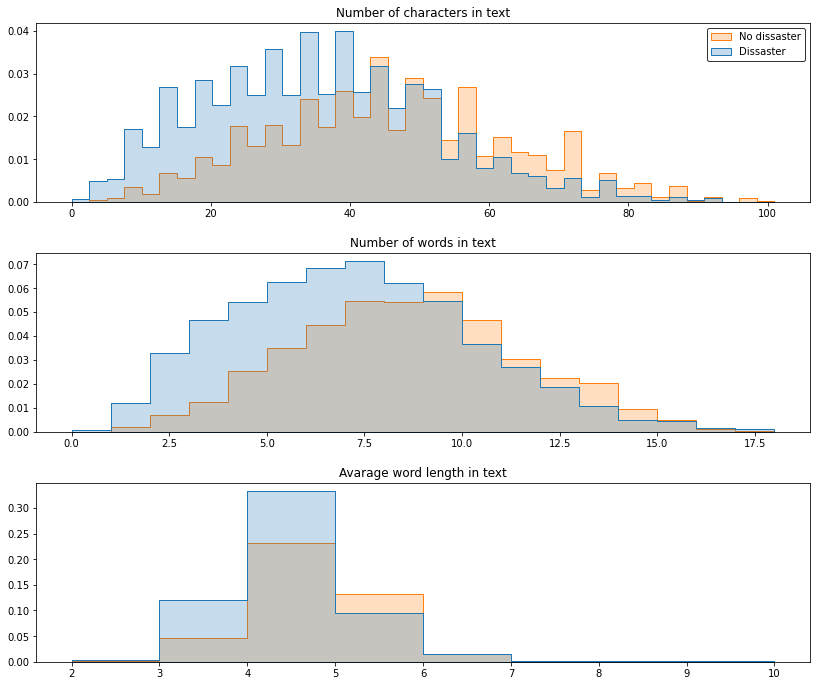 Number of characters in text
No dissaster
Disaster
0.04
0.03
0.02
0.01
0.00
0 20 40 60 80 100
Number of words in text
0.07
0.06
0.05
0.04
0.03
0.02
0.01
0.00
0.0 2.5 5.0 7.5 10.0 12.5 15.0 17.5
Avarage word length in text
0.30
0.25
0.20
0.15
0.10
0.05
0.00
2 3 4 5 6 7 8 9 10